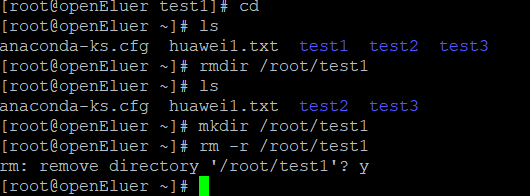 [root@openEluer test1]# cd
[root@openEluer ~]# ls
anaconda-ks.cfg  huawei1.txt  test1  test2  test3
[root@openEluer ~]# rmdir /root/test1
[root@openEluer ~]# ls
anaconda-ks.cfg  huawei1.txt  test2  test3
[root@openEluer ~]# mkdir /root/test1
[root@openEluer ~]# rm -r /root/test1
rm: remove directory '/root/test1'? y
[root@openEluer ~]#